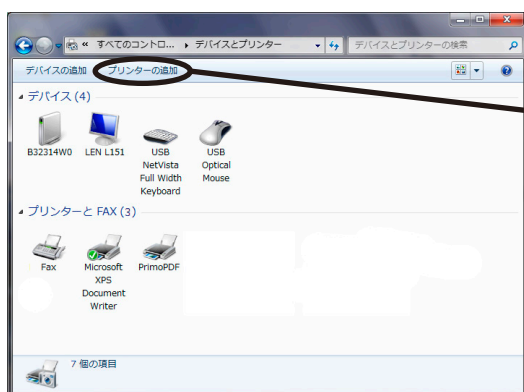 « すべてのコントロ... ▸ デバイスとプリンター
デバイスとプリンターの検索
デバイスの追加 プリンターの追加
デバイス (4)
B32314W0
LEN L151
USB
NetVista
Full Width
Keyboard
USB
Optical
Mouse
プリンターと FAX (3)
Fax
Microsoft
XPS
Document
Writer
PrimoPDF
7 個の項目